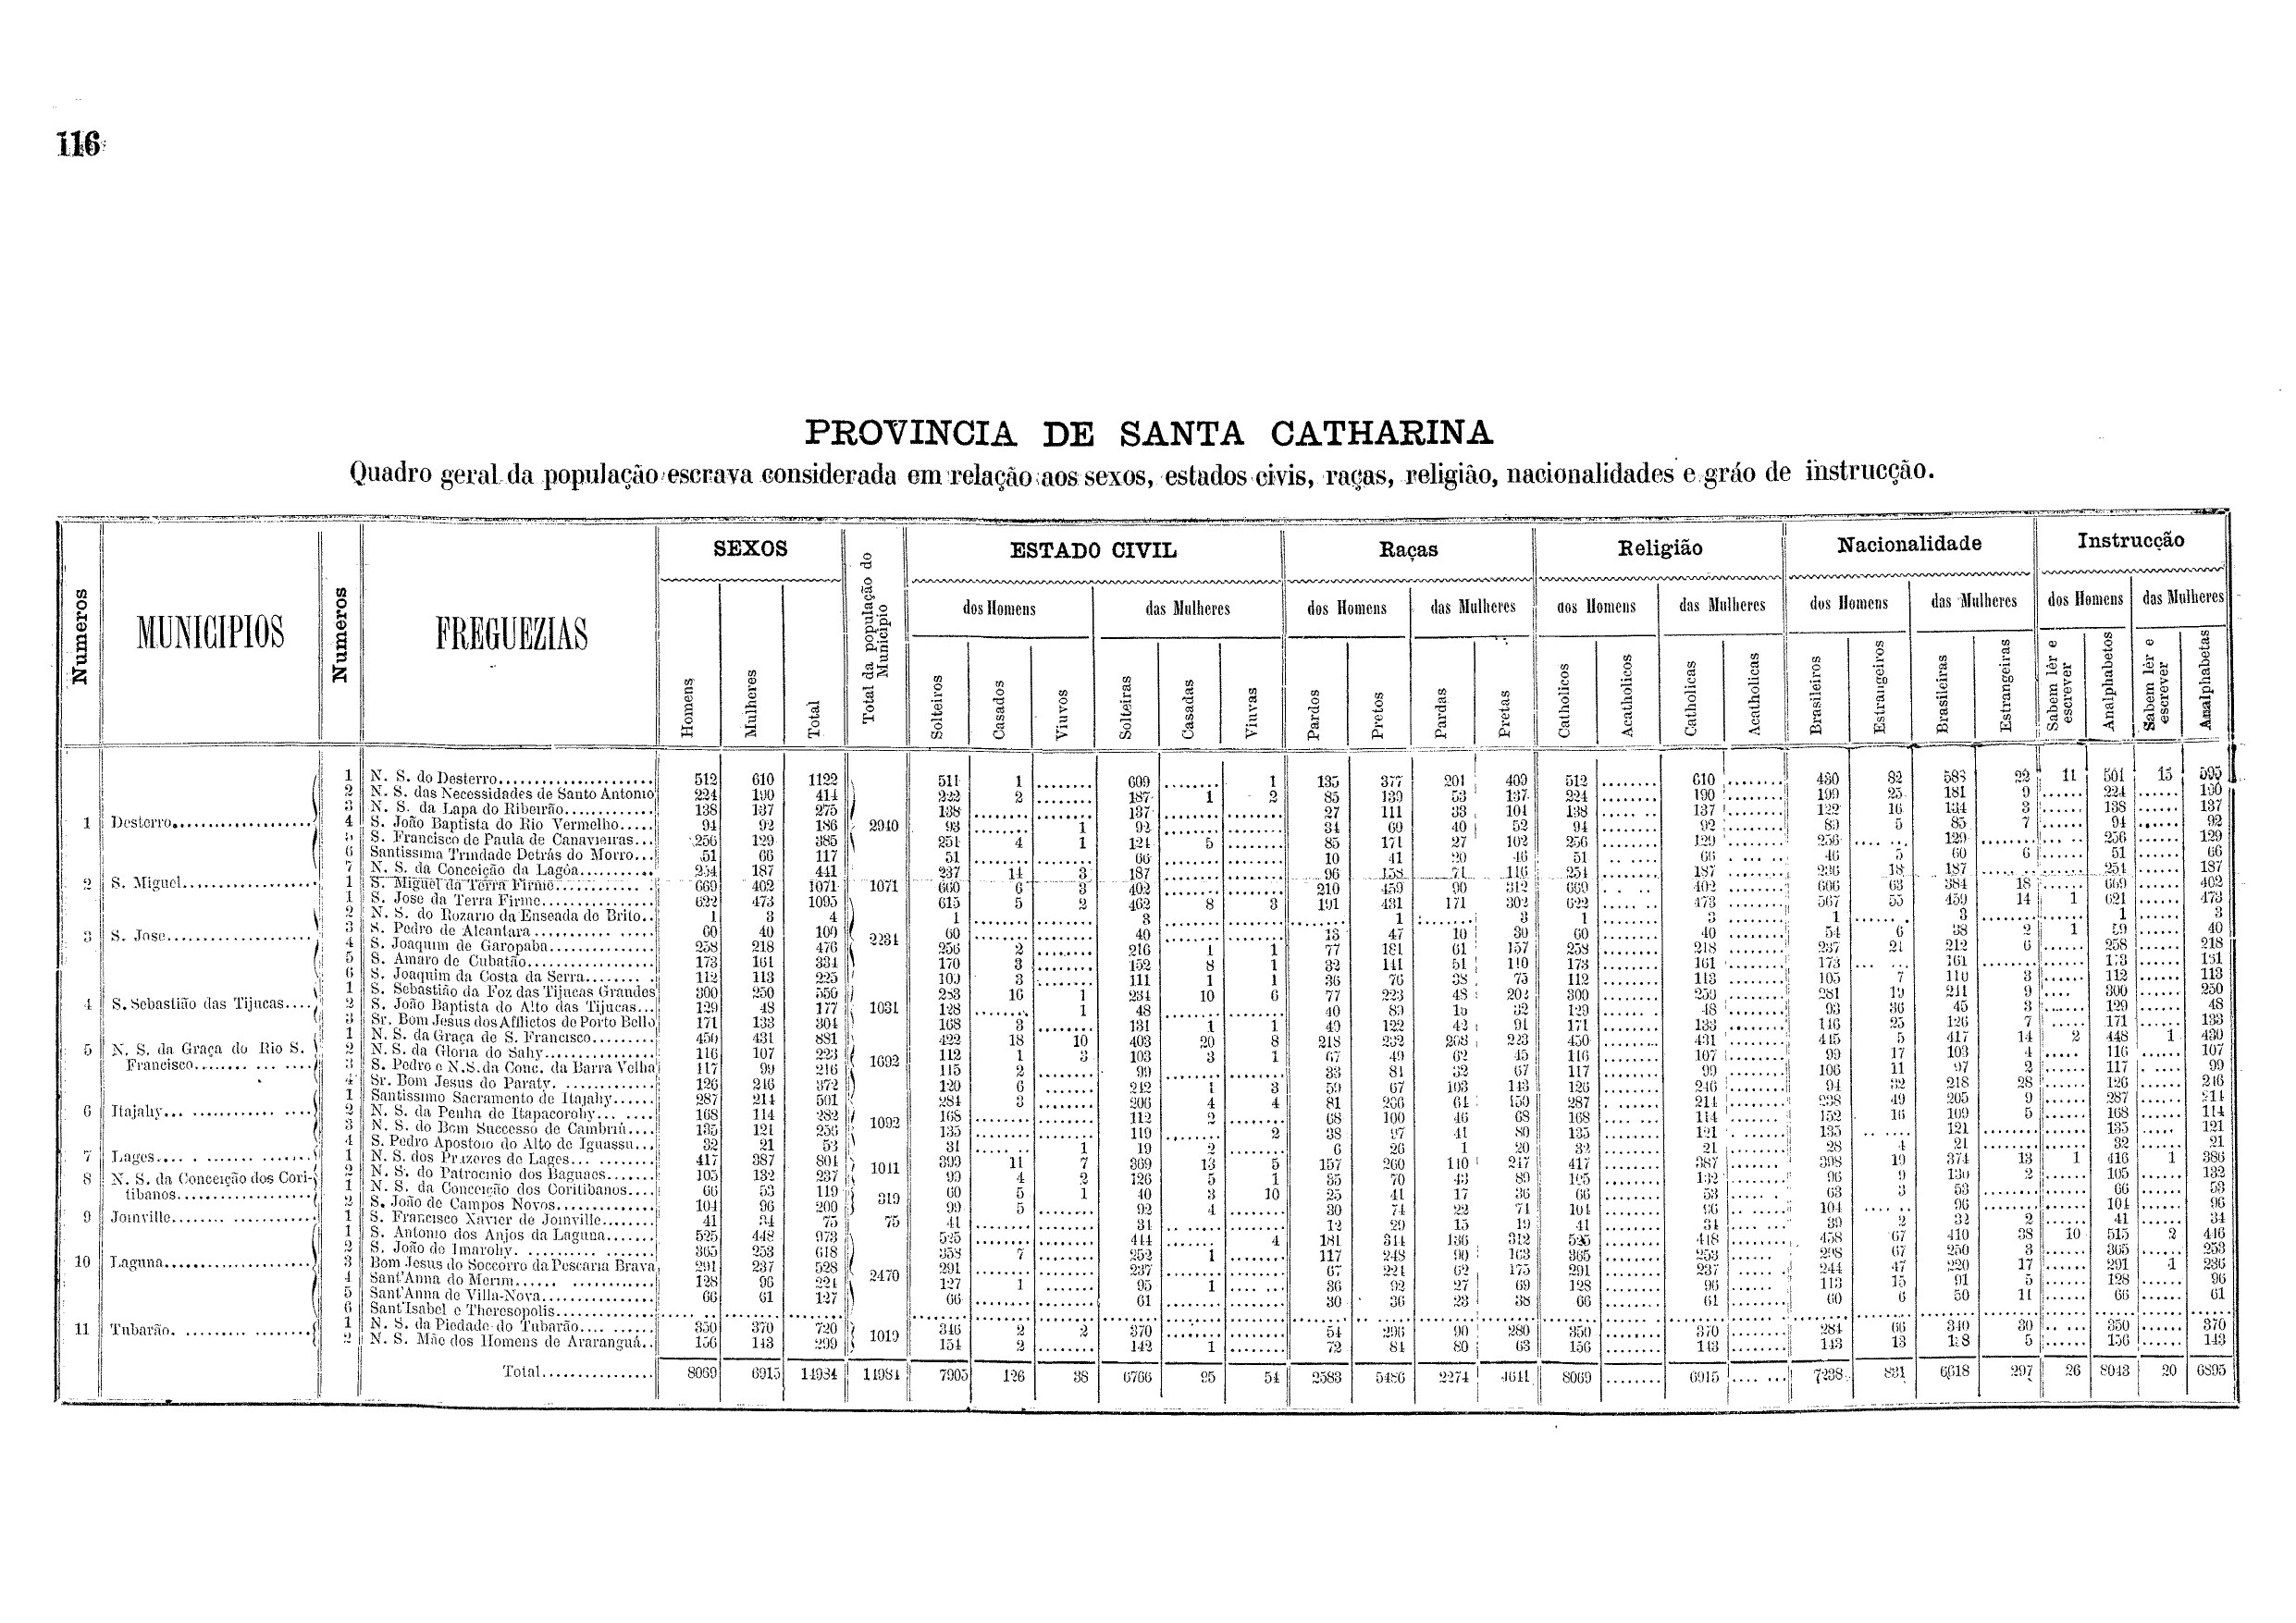 116
PROVINCIA DE SANTA CATHARINA
Quadro geral da população escrava considerada em relação aos sexos, estados civis, raças, religião, nacionalidades e gráo de instrucção.
Numeros MUNICIPIOS Numeros FREGUEZIAS SEXOS Total da população do Municipio ESTADO CIVIL Raças Religião Nacionalidade Instrucção
dos Homens das Mulheres dos Homens das Mulheres dos Homens das Mulheres dos Homens das Mulheres dos Homens das Mulheres
Homens Mulheres Total Solteiros Casados Viuvos Solteiras Casadas Viuvas Pardos Pretos Pardas Pretas Catholicos Acatholicos Catholicas Acatholicas Brasileiros Estrangeiros Brasileiras Estrangeiras Sabem lêr e escrever Analphabetos Sabem lêr e escrever Analphabetas
1 Desterro 2940
1 N. S. do Desterro 512 610 1122 511 1 609 1 135 377 201 409 512 610 430 82 588 22 11 501 15 595
2 N. S. das Necessidades de Santo Antonio 224 190 414 222 2 187 1 2 85 139 53 137 224 190 199 25 181 9 224 190
3 N. S. da Lapa do Ribeirão 138 137 275 138 137 27 111 33 104 138 137 122 16 134 3 138 137
4 S. João Baptista do Rio Vermelho 94 92 186 93 1 92 34 60 40 52 94 92 89 5 85 7 94 92
5 S. Francisco de Paula de Canavieiras 256 129 385 251 4 1 124 5 85 171 27 102 256 129 256 129 256 129
6 Santissima Trindade Detrás do Morro 51 66 117 51 66 10 41 20 46 51 66 46 5 60 6 51 66
7 N. S. da Conceição da Lagôa 254 187 441 237 14 3 187 96 158 71 116 254 187 236 18 187 254 187
2 S. Miguel 1071
1 S. Miguel da Terra Firme 669 402 1071 660 6 3 402 210 459 90 312 669 402 606 63 384 18 669 402
3 S. Jose 2231
1 S. Jose da Terra Firme 622 473 1095 615 5 2 462 8 3 191 431 171 302 622 473 567 55 459 14 1 621 473
2 N. S. do Rozario da Enseada de Brito 1 3 4 1 3 1 3 1 3 1 3 1 3
3 S. Pedro de Alcantara 60 40 100 60 40 13 47 10 30 60 40 54 6 38 2 1 59 40
4 S. Joaquim de Garopaba 258 218 476 256 2 216 1 1 77 181 61 157 258 218 237 21 212 6 258 218
5 S. Amaro de Cubatão 173 161 334 170 3 152 8 1 32 141 51 110 173 161 173 161 173 161
6 S. Joaquim da Costa da Serra 112 113 225 109 3 111 1 1 36 76 38 75 112 113 105 7 110 3 112 113
4 S. Sebastião das Tijucas 1031
1 S. Sebastião da Foz das Tijucas Grandes 300 250 550 283 16 1 234 10 6 77 223 48 202 300 250 281 19 241 9 300 250
2 S. João Baptista do Alto das Tijucas 129 48 177 128 1 48 40 89 16 32 129 48 93 36 45 3 129 48
3 Sr. Bom Jesus dos Afflictos de Porto Bello 171 133 304 168 3 131 1 1 49 122 42 91 171 133 146 25 126 7 171 133
5 N. S. da Graça do Rio S. Francisco 1692
1 N. S. da Graça de S. Francisco 450 431 881 422 18 10 403 20 8 218 232 208 223 450 431 445 5 417 14 2 448 1 430
2 N. S. da Gloria do Sahy 116 107 223 112 1 3 103 3 1 67 49 62 45 116 107 99 17 103 4 116 107
3 S. Pedro e N. S. da Conc. da Barra Velha 117 99 216 115 2 99 33 84 32 67 117 99 106 11 97 2 117 99
4 Sr. Bom Jesus do Paraty 126 246 372 120 6 242 1 3 59 67 103 143 126 246 94 32 218 28 126 246
6 Itajahy 1092
1 Santissimo Sacramento de Itajahy 287 214 501 284 3 206 4 4 81 206 64 150 287 214 238 49 205 9 287 214
2 N. S. da Penha de Itapacorohy 168 114 282 168 112 2 68 100 46 68 168 114 152 16 109 5 168 114
3 N. S. do Bom Successo de Cambriú 135 121 256 135 119 2 38 97 41 80 135 121 135 121 135 121
4 S. Pedro Apostolo do Alto de Iguassu 32 21 53 31 1 19 2 6 26 1 20 32 21 28 4 21 32 21
7 Lages 1041
1 N. S. dos Prazeres de Lages 417 387 804 399 11 7 369 13 5 157 260 140 247 417 387 398 19 374 13 1 416 1 386
2 N. S. do Patrocinio dos Baguaes 105 132 237 99 4 2 126 5 1 35 70 43 89 105 132 96 9 130 2 105 132
8 N. S. da Conceição dos Coritibanos 319
1 N. S. da Conceição dos Coritibanos 66 53 119 60 5 1 40 3 10 25 41 17 36 66 53 63 3 53 66 53
2 S. João de Campos Novos 104 96 200 99 5 92 4 30 74 22 74 104 96 104 96 104 96
9 Joinville 75
1 S. Francisco Xavier de Joinville 41 34 75 41 34 12 29 15 19 41 34 39 2 32 2 41 34
10 Laguna 2470
1 S. Antonio dos Anjos da Laguna 525 448 973 525 444 4 181 344 136 312 525 448 458 67 410 38 10 515 2 446
2 S. João de Imarohy 365 253 618 358 7 252 1 117 248 90 163 365 253 298 67 250 3 365 253
3 Bom Jesus do Soccorro da Pescaria Brava 291 237 528 291 237 67 224 62 175 291 237 244 47 220 17 291 1 236
4 Sant'Anna do Merim 128 96 224 127 1 95 1 36 92 27 69 128 96 113 15 91 5 128 96
5 Sant'Anna de Villa-Nova 66 61 127 66 61 30 36 23 38 66 61 60 6 50 11 66 61
6 Sant'Isabel e Theresopolis
11 Tubarão 1019
1 N. S. da Piedade do Tubarão 350 370 720 346 2 2 370 54 296 90 280 350 370 284 66 340 30 350 370
2 N. S. Mãe dos Homens de Araranguá 156 143 299 154 2 142 1 72 84 80 63 156 143 143 13 138 5 156 143
Total 8069 6915 14984 14984 7905 126 38 6766 95 54 2583 5486 2274 4641 8069 6915 7238 831 6618 297 26 8043 20 6895